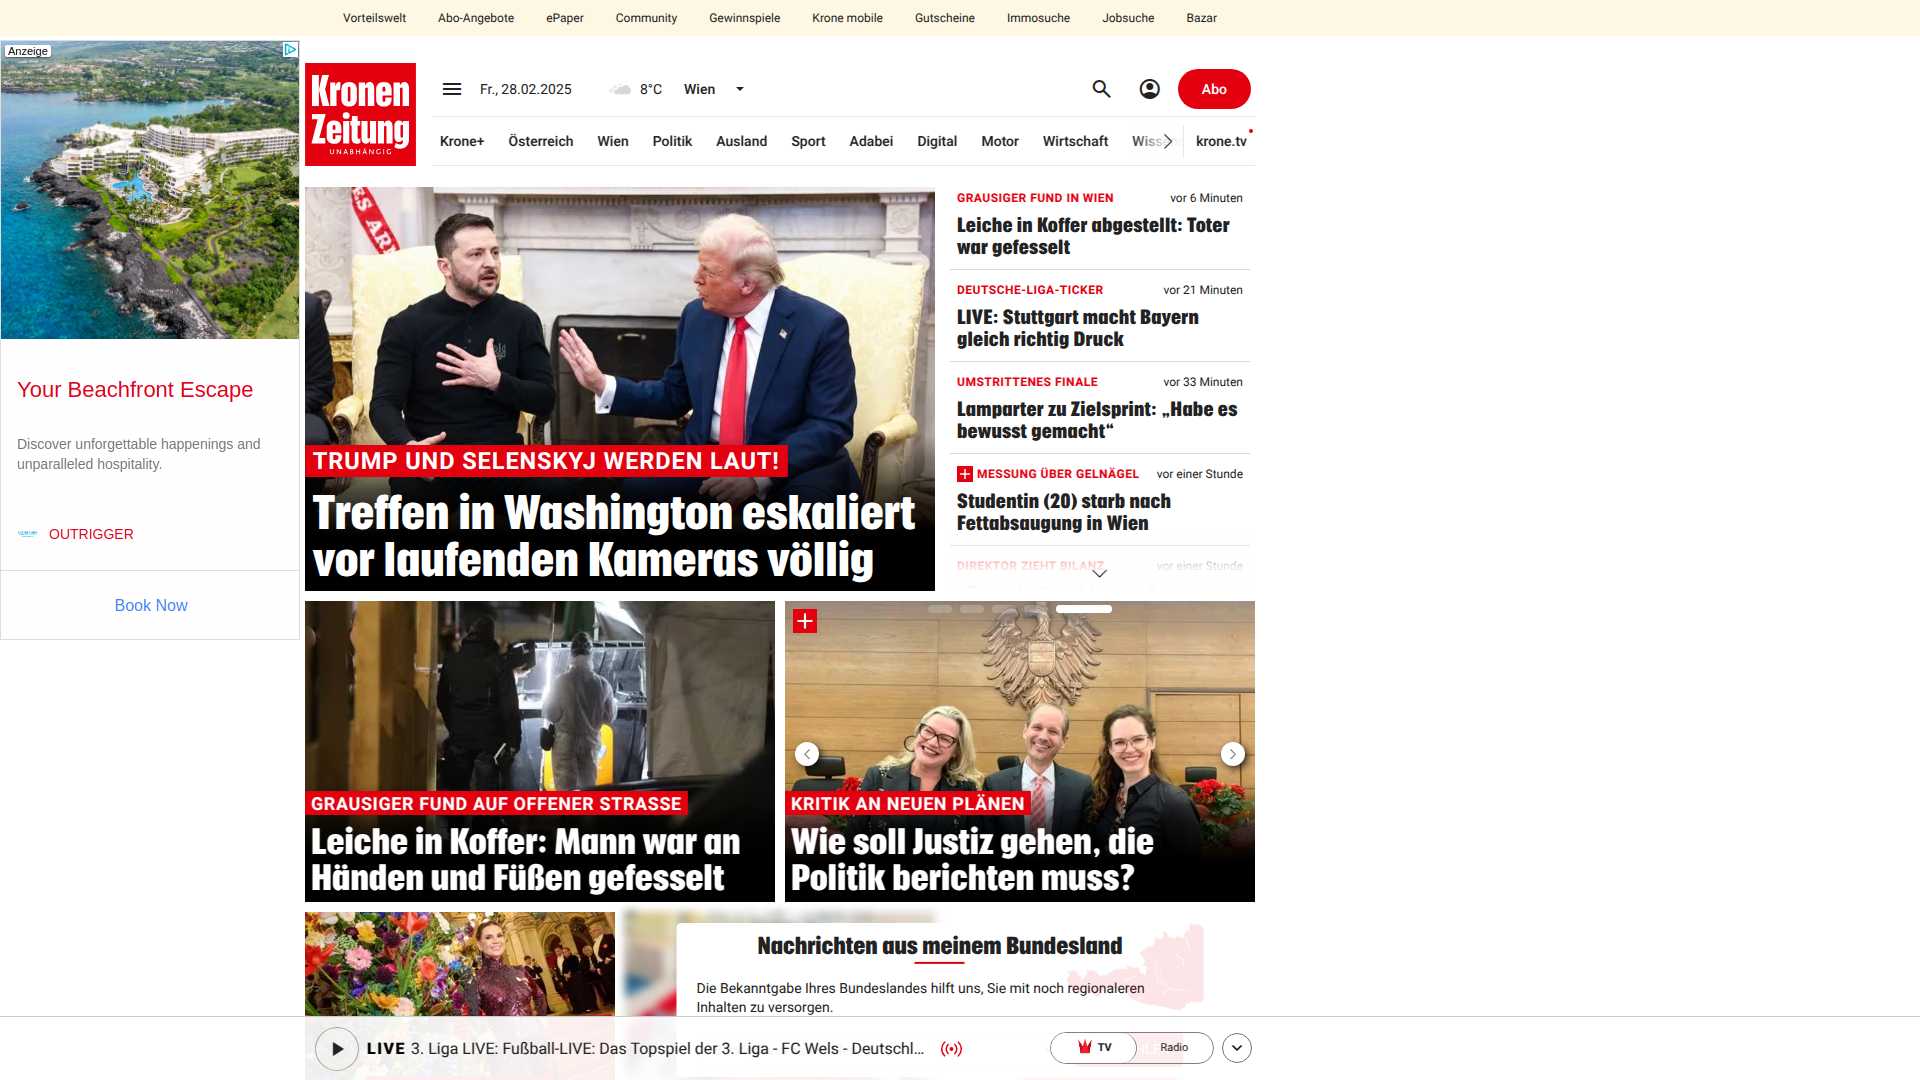 Vorteilswelt Abo-Angebote ePaper Community Gewinnspiele Krone mobile Gutscheine Immosuche Jobsuche Bazar
Anzeige
Your Beachfront Escape
Discover unforgettable happenings and
unparalleled hospitality.
OUTRIGGER
Book Now
Kronen
Zeitung
UNABHÄNGIG
Fr., 28.02.2025 8°C Wien
Abo
Krone+ Österreich Wien Politik Ausland Sport Adabei Digital Motor Wirtschaft krone.tv
TRUMP UND SELENSKYJ WERDEN LAUT!
Treffen in Washington eskaliert
vor laufenden Kameras völlig
GRAUSIGER FUND IN WIEN vor 6 Minuten
Leiche in Koffer abgestellt: Toter
war gefesselt
DEUTSCHE-LIGA-TICKER vor 21 Minuten
LIVE: Stuttgart macht Bayern
gleich richtig Druck
UMSTRITTENES FINALE vor 33 Minuten
Lamparter zu Zielsprint: „Habe es
bewusst gemacht“
MESSUNG ÜBER GELNÄGEL vor einer Stunde
Studentin (20) starb nach
Fettabsaugung in Wien
DIREKTOR ZIEHT BILANZ vor einer Stunde
GRAUSIGER FUND AUF OFFENER STRASSE
Leiche in Koffer: Mann war an
Händen und Füßen gefesselt
KRITIK AN NEUEN PLÄNEN
Wie soll Justiz gehen, die
Politik berichten muss?
Nachrichten aus meinem Bundesland
Die Bekanntgabe Ihres Bundeslandes hilft uns, Sie mit noch regionaleren
Inhalten zu versorgen.
LIVE 3. Liga LIVE: Fußball-LIVE: Das Topspiel der 3. Liga - FC Wels - Deutschl...
TV Radio